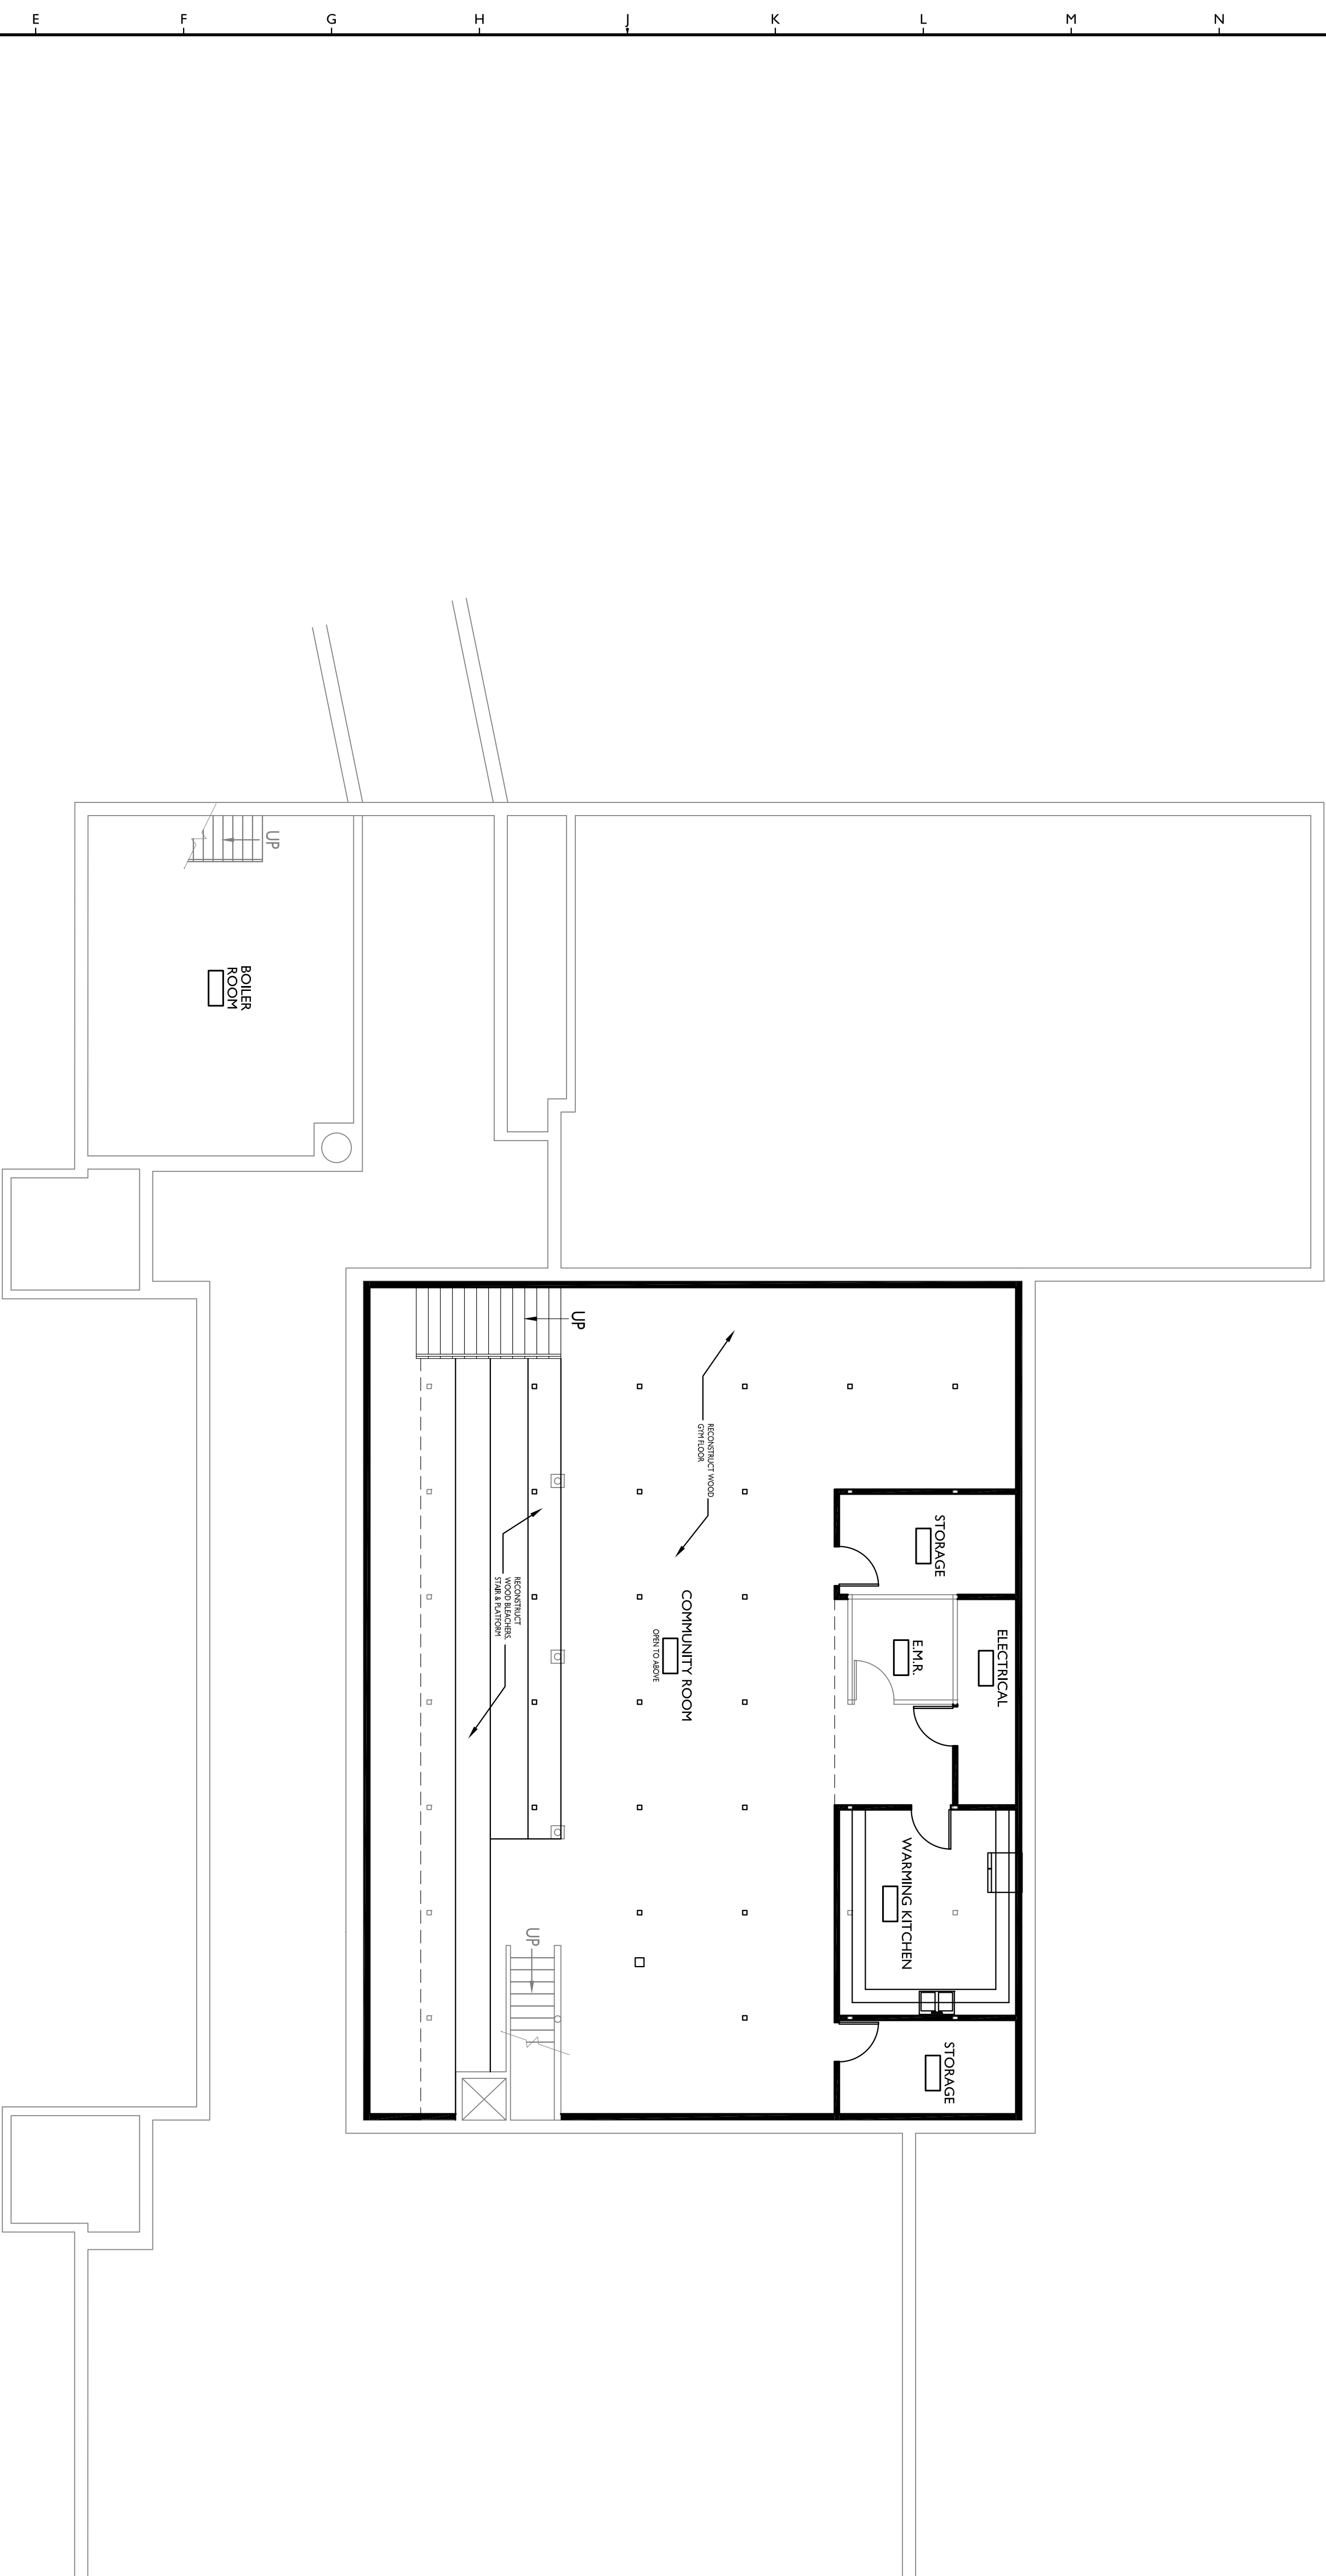 E F G H J K L M N
UP
BOILER
ROOM
UP
RECONSTRUCT WOOD
GYM FLOOR
STORAGE
RECONSTRUCT
WOOD BLEACHERS,
STAIR & PLATFORM
COMMUNITY ROOM
OPEN TO ABOVE
E.M.R.
ELECTRICAL
WARMING KITCHEN
UP
STORAGE